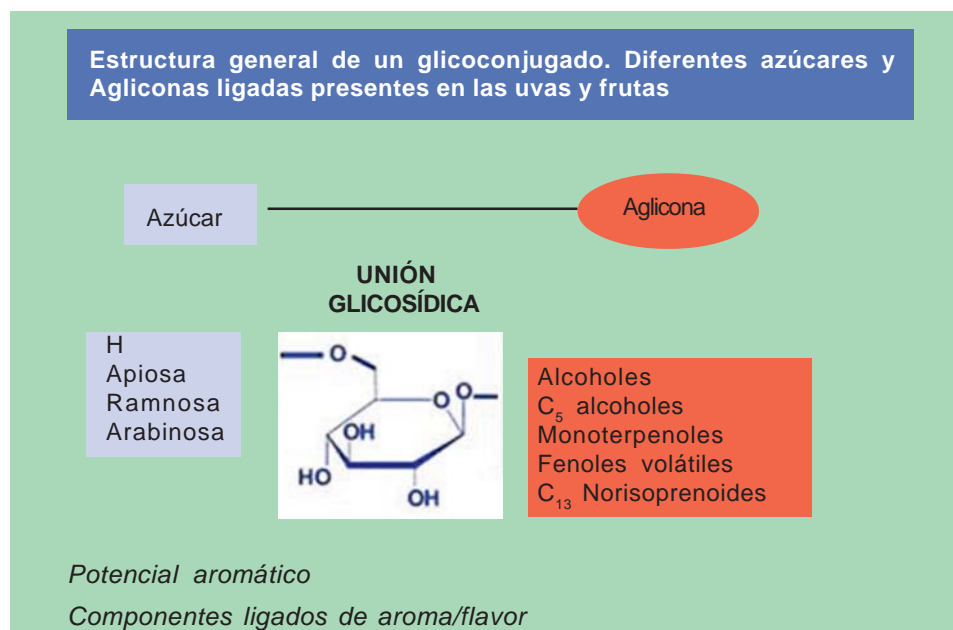 Estructura general de un glicoconjugado. Diferentes azúcares y
Agliconas ligadas presentes en las uvas y frutas
Azúcar
Aglicona
UNIÓN
GLICOSÍDICA
H
Apiosa
Ramnosa
Arabinosa
O
O
O
OH
HO
OH
Alcoholes
C₅ alcoholes
Monoterpenoles
Fenoles volátiles
C₁₃ Norisoprenoides
Potencial aromático
Componentes ligados de aroma/flavor